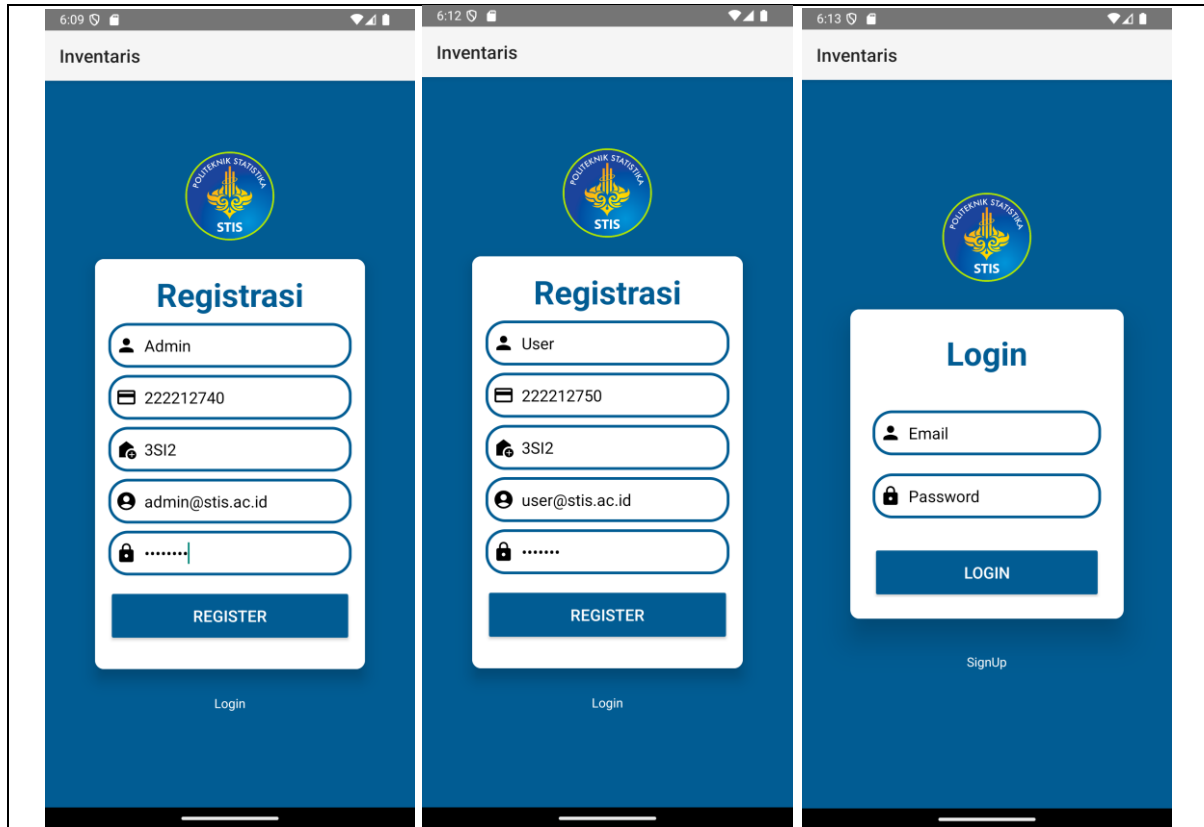 6:09
Inventaris
POLITEKNIK STATISTIKA
STIS
Registrasi
Admin
222212740
3SI2
admin@stis.ac.id
••••••••
REGISTER
Login
6:12
Inventaris
POLITEKNIK STATISTIKA
STIS
Registrasi
User
222212750
3SI2
user@stis.ac.id
•••••••
REGISTER
Login
6:13
Inventaris
POLITEKNIK STATISTIKA
STIS
Login
Email
Password
LOGIN
SignUp